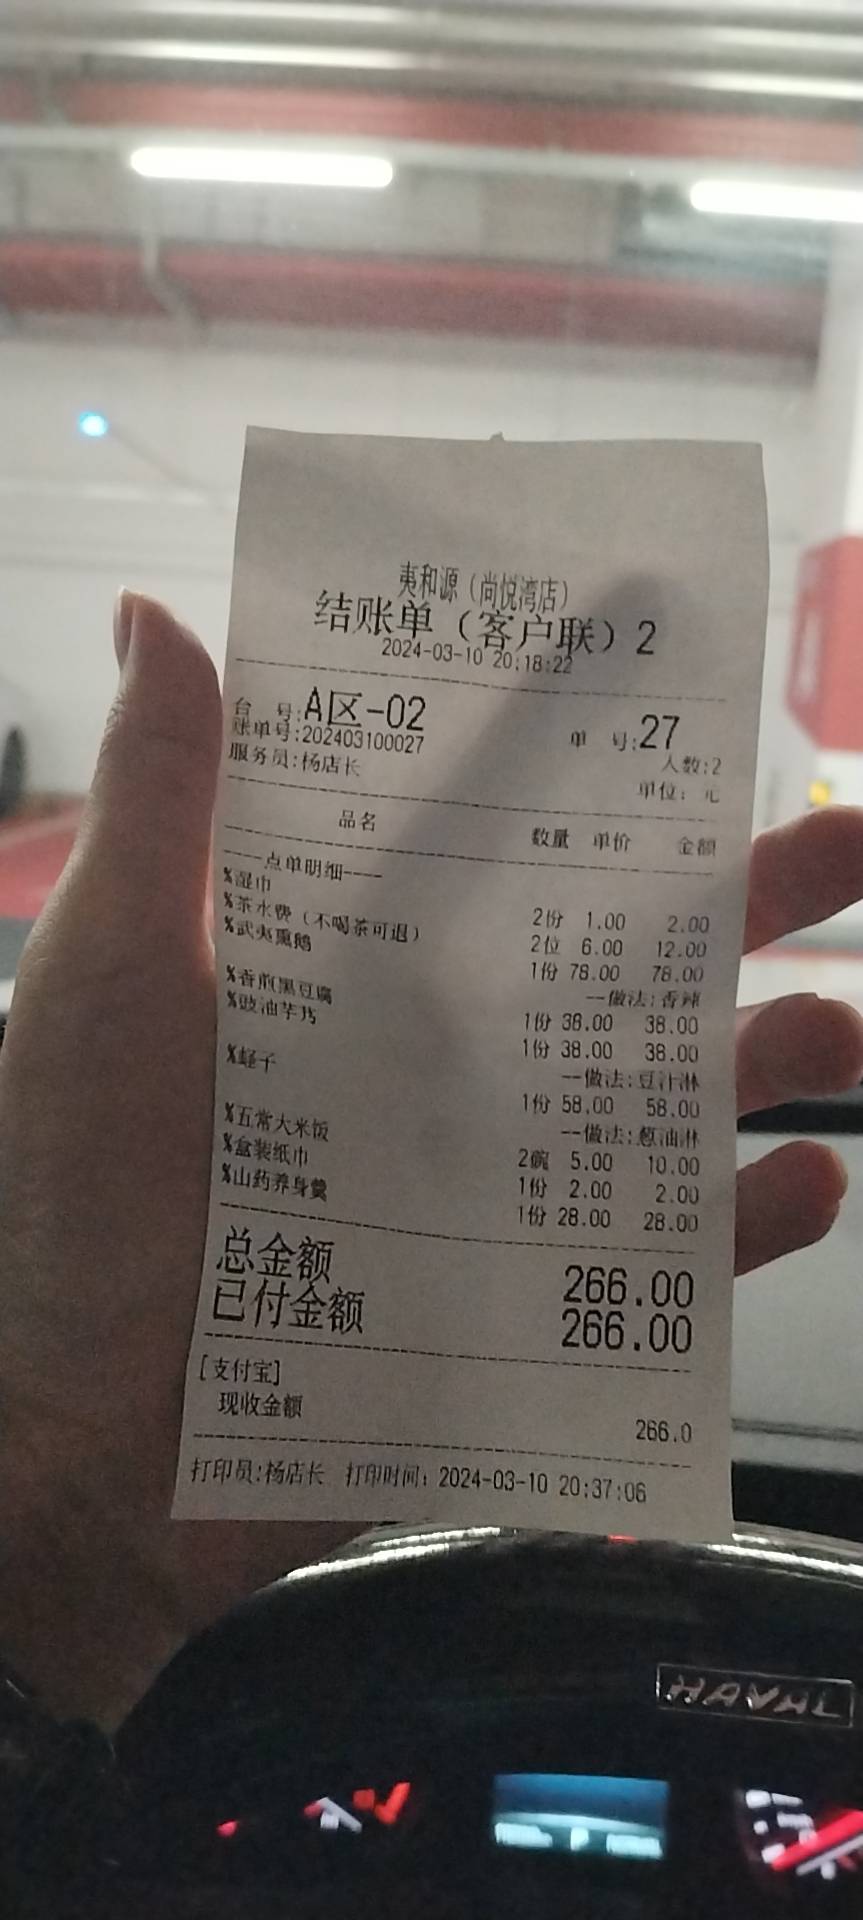 夷和源（尚悦湾店）
结账单（客户联）2
2024-03-10 20:18:22
台 号:A区-02 单 号:27
账单号:202403100027 人数:2
服务员:杨店长 单位: 元
品名 数量 单价 金额
----点单明细----
%湿巾 2份 1.00 2.00
%茶水费（不喝茶可退） 2位 6.00 12.00
%武夷熏鹅 1份 78.00 78.00
--做法:香辣
%香煎黑豆腐 1份 38.00 38.00
%豉油芋艿 1份 38.00 38.00
--做法:豆汁淋
%蛏子 1份 58.00 58.00
--做法:葱油淋
%五常大米饭 2碗 5.00 10.00
%盒装纸巾 1份 2.00 2.00
%山药养身羹 1份 28.00 28.00
总金额 266.00
已付金额 266.00
[支付宝]
现收金额 266.0
打印员:杨店长 打印时间: 2024-03-10 20:37:06
HAVAL
P